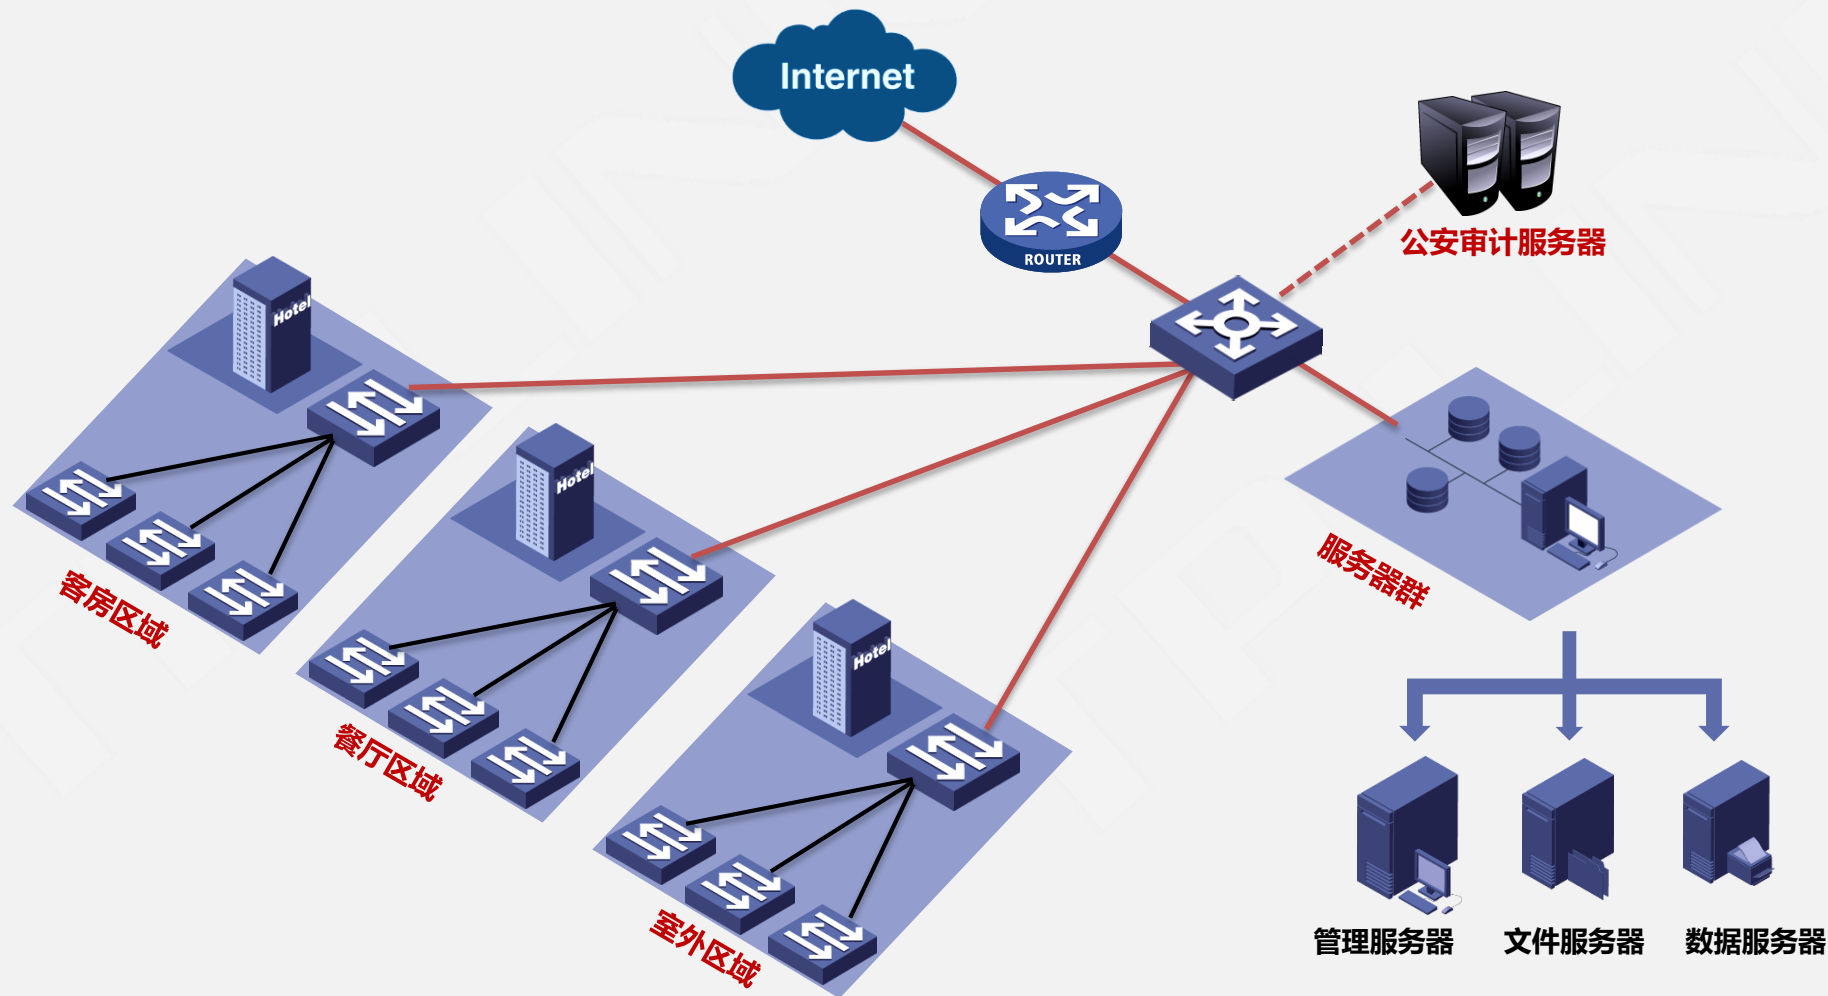 Internet
公安审计服务器
ROUTER
Hotel
客房区域
Hotel
餐厅区域
Hotel
室外区域
服务器群
管理服务器
文件服务器
数据服务器